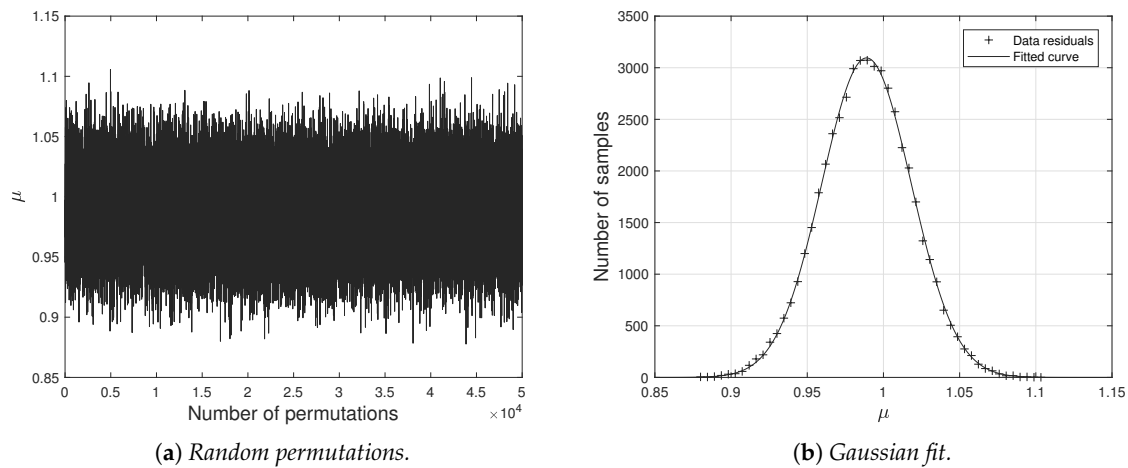 1.15
1.1
1.05
1
0.95
0.9
0.85
μ
0 0.5 1 1.5 2 2.5 3 3.5 4 4.5 5
Number of permutations ×10^4
(a) Random permutations.
3500
3000
2500
2000
1500
1000
500
0
Number of samples
Data residuals
Fitted curve
0.85 0.9 0.95 1 1.05 1.1 1.15
μ
(b) Gaussian fit.